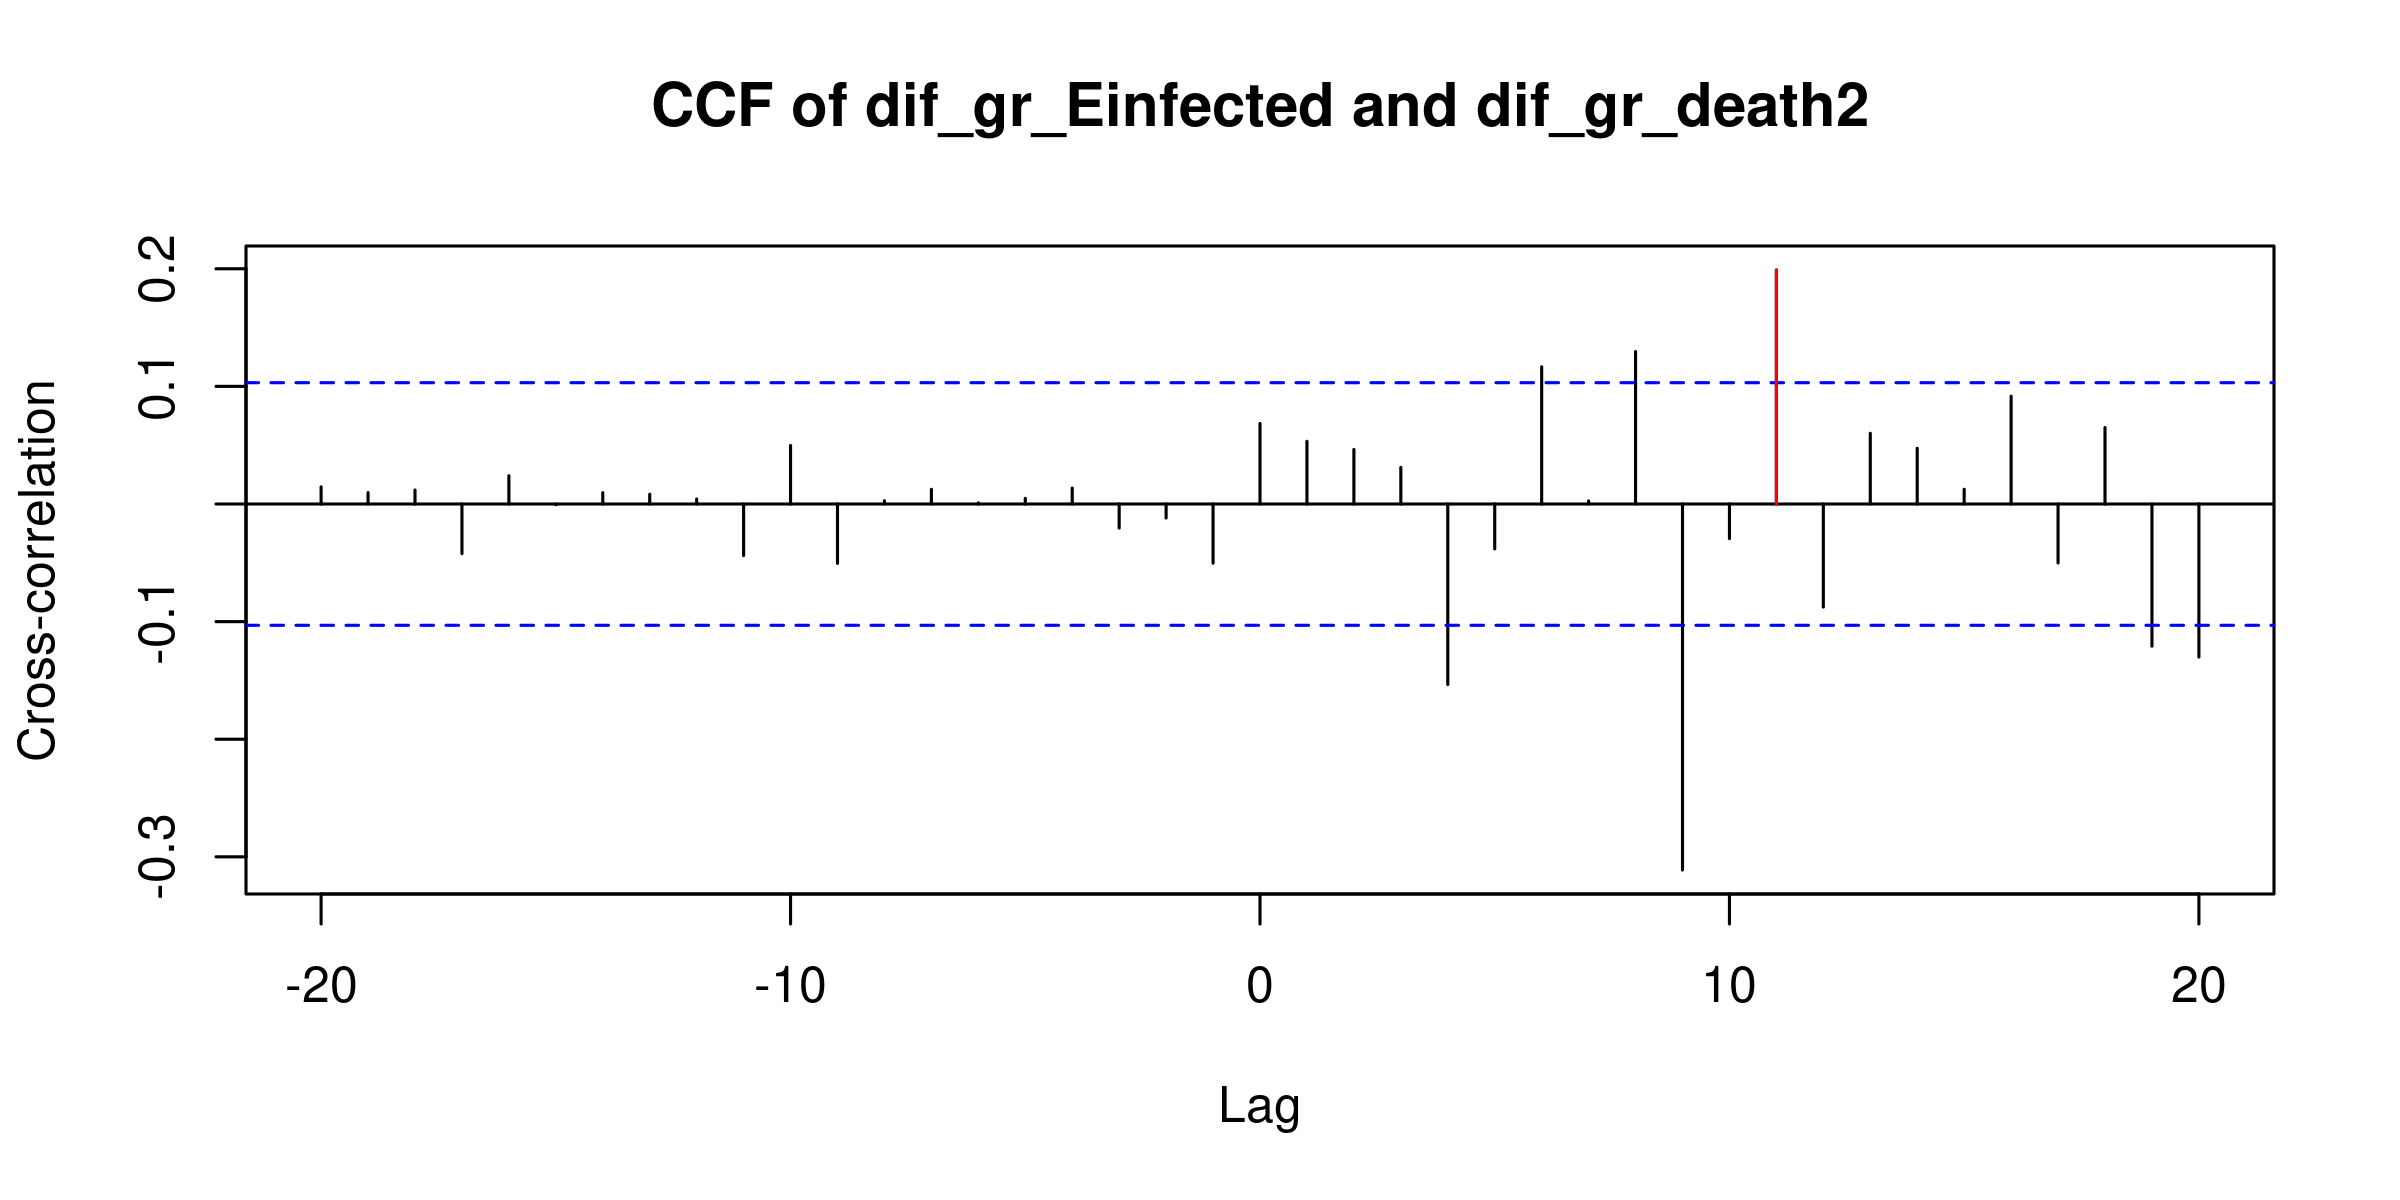 CCF of dif_gr_Einfected and dif_gr_death2
Cross-correlation
0.2
0.1
-0.1
-0.3
-20 -10 0 10 20
Lag